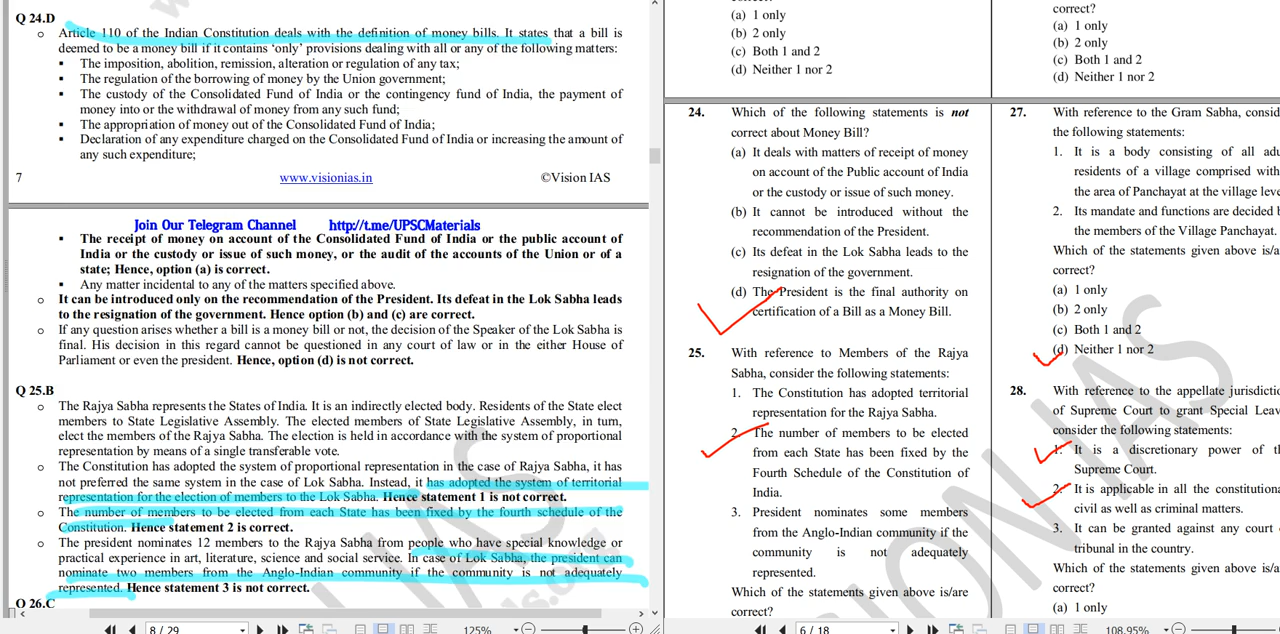 Q 24.D
o Article 110 of the Indian Constitution deals with the definition of money bills. It states that a bill is
deemed to be a money bill if it contains 'only' provisions dealing with all or any of the following matters:
▪ The imposition, abolition, remission, alteration or regulation of any tax;
▪ The regulation of the borrowing of money by the Union government;
▪ The custody of the Consolidated Fund of India or the contingency fund of India, the payment of
money into or the withdrawal of money from any such fund;
▪ The appropriation of money out of the Consolidated Fund of India;
▪ Declaration of any expenditure charged on the Consolidated Fund of India or increasing the amount of
any such expenditure;
7 www.visionias.in ©Vision IAS
Join Our Telegram Channel http://t.me/UPSCMaterials
▪ The receipt of money on account of the Consolidated Fund of India or the public account of
India or the custody or issue of such money, or the audit of the accounts of the Union or of a
state; Hence, option (a) is correct.
▪ Any matter incidental to any of the matters specified above.
o It can be introduced only on the recommendation of the President. Its defeat in the Lok Sabha leads
to the resignation of the government. Hence option (b) and (c) are correct.
o If any question arises whether a bill is a money bill or not, the decision of the Speaker of the Lok Sabha is
final. His decision in this regard cannot be questioned in any court of law or in the either House of
Parliament or even the president. Hence, option (d) is not correct.
Q 25.B
o The Rajya Sabha represents the States of India. It is an indirectly elected body. Residents of the State elect
members to State Legislative Assembly. The elected members of State Legislative Assembly, in turn,
elect the members of the Rajya Sabha. The election is held in accordance with the system of proportional
representation by means of a single transferable vote.
o The Constitution has adopted the system of proportional representation in the case of Rajya Sabha, it has
not preferred the same system in the case of Lok Sabha. Instead, it has adopted the system of territorial
representation for the election of members to the Lok Sabha. Hence statement 1 is not correct.
o The number of members to be elected from each State has been fixed by the fourth schedule of the
Constitution. Hence statement 2 is correct.
o The president nominates 12 members to the Rajya Sabha from people who have special knowledge or
practical experience in art, literature, science and social service. In case of Lok Sabha, the president can
nominate two members from the Anglo-Indian community if the community is not adequately
represented. Hence statement 3 is not correct.
Q 26.C
8 / 29
125%
correct?
(a) 1 only
(b) 2 only
(c) Both 1 and 2
(d) Neither 1 nor 2
24. Which of the following statements is not
correct about Money Bill?
(a) It deals with matters of receipt of money
on account of the Public account of India
or the custody or issue of such money.
(b) It cannot be introduced without the
recommendation of the President.
(c) Its defeat in the Lok Sabha leads to the
resignation of the government.
(d) The President is the final authority on
certification of a Bill as a Money Bill.
25. With reference to Members of the Rajya
Sabha, consider the following statements:
1. The Constitution has adopted territorial
representation for the Rajya Sabha.
2. The number of members to be elected
from each State has been fixed by the
Fourth Schedule of the Constitution of
India.
3. President nominates some members
from the Anglo-Indian community if the
community is not adequately
represented.
Which of the statements given above is/are
correct?
6 / 18
correct?
(a) 1 only
(b) 2 only
(c) Both 1 and 2
(d) Neither 1 nor 2
27. With reference to the Gram Sabha,
the following statements:
1. It is a body consisting of all
residents of a village comprised
the area of Panchayat at the village
2. Its mandate and functions are decided
the members of the Village Panchayat.
Which of the statements given above
correct?
(a) 1 only
(b) 2 only
(c) Both 1 and 2
(d) Neither 1 nor 2
28. With reference to the appellate
of Supreme Court to grant Special
consider the following statements:
1. It is a discretionary power of
Supreme Court.
2. It is applicable in all the
civil as well as criminal matters.
3. It can be granted against any court
tribunal in the country.
Which of the statements given above
correct?
(a) 1 only
108.95%